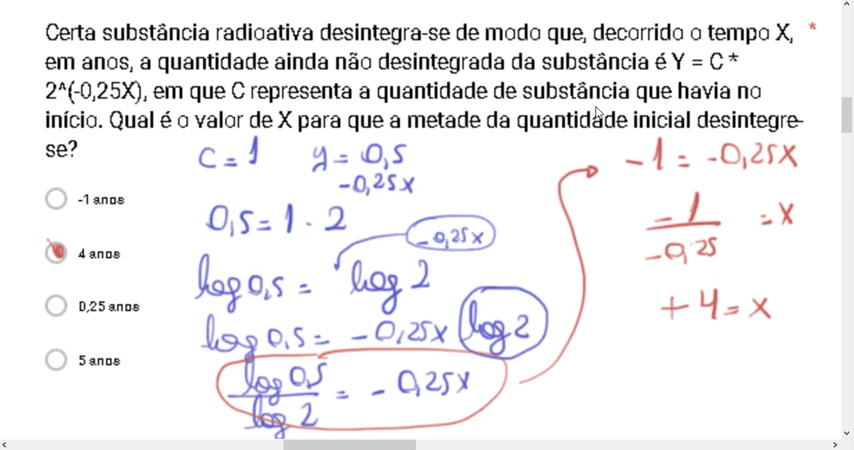 Certa substância radioativa desintegra-se de modo que, decorrido o tempo X, *
em anos, a quantidade ainda não desintegrada da substância é Y = C *
2^(-0,25X), em que C representa a quantidade de substância que havia no
início. Qual é o valor de X para que a metade da quantidade inicial desintegre-
se?
-1 anos
4 anos
0,25 anos
5 anos
C = 1 y = 0,5
-0,25x
0,5 = 1 . 2
-0,25x
log 0,5 = log 2
log 0,5 = -0,25x log 2
log 0,5
log 2
= -0,25x
-1 = -0,25x
-1
-0,25
= x
+4 = x